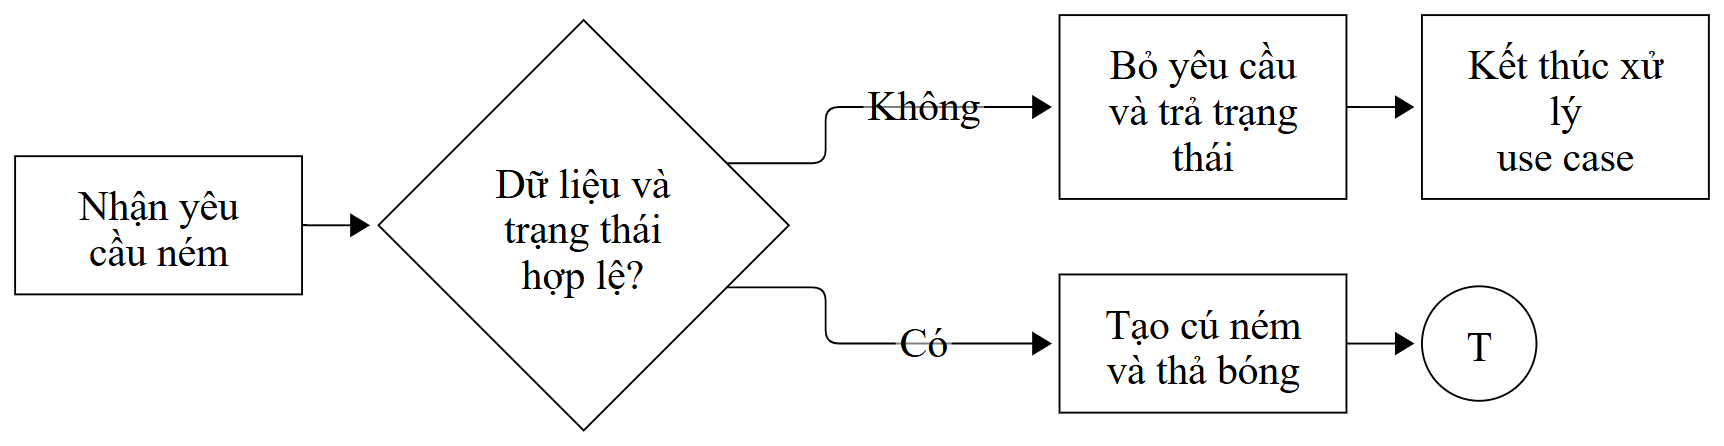 Nhận yêu
cầu ném
Dữ liệu và
trạng thái
hợp lệ?
Không
Bỏ yêu cầu
và trả trạng
thái
Kết thúc xử
lý
use case
Có
Tạo cú ném
và thả bóng
T